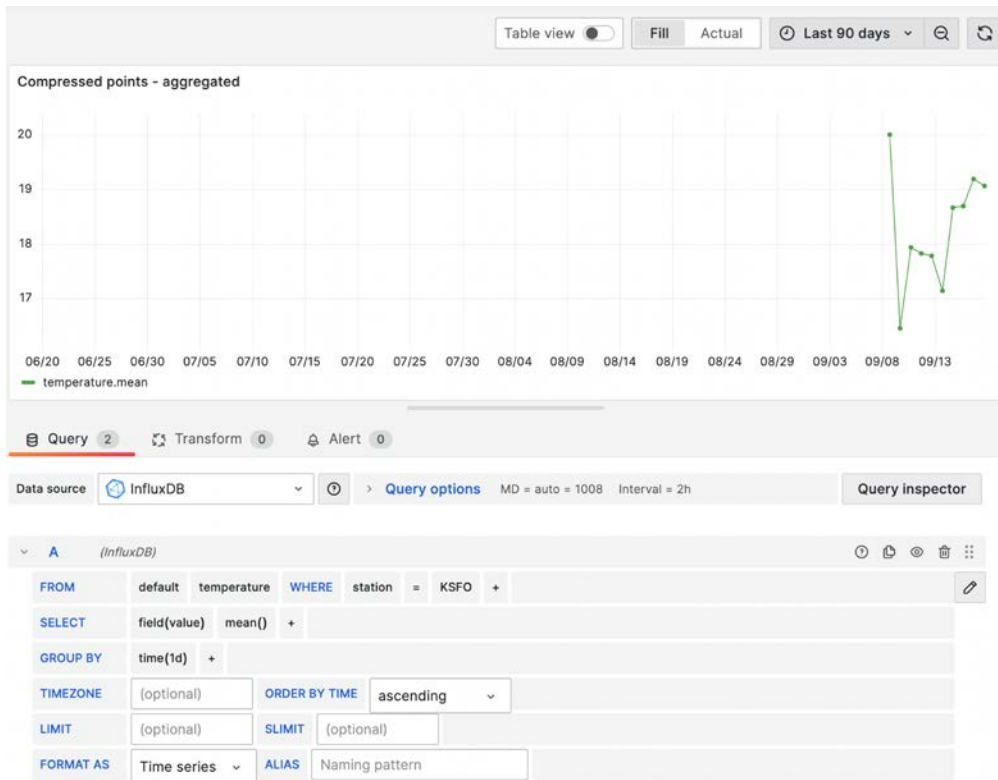 Table view Fill Actual Last 90 days
Compressed points - aggregated
20
19
18
17
06/20 06/25 06/30 07/05 07/10 07/15 07/20 07/25 07/30 08/04 08/09 08/14 08/19 08/24 08/29 09/03 09/08 09/13
temperature.mean
Query 2 Transform 0 Alert 0
Data source InfluxDB Query options MD = auto = 1008 Interval = 2h Query inspector
A (InfluxDB)
FROM default temperature WHERE station = KSFO +
SELECT field(value) mean() +
GROUP BY time(1d) +
TIMEZONE (optional) ORDER BY TIME ascending
LIMIT (optional) SLIMIT (optional)
FORMAT AS Time series ALIAS Naming pattern